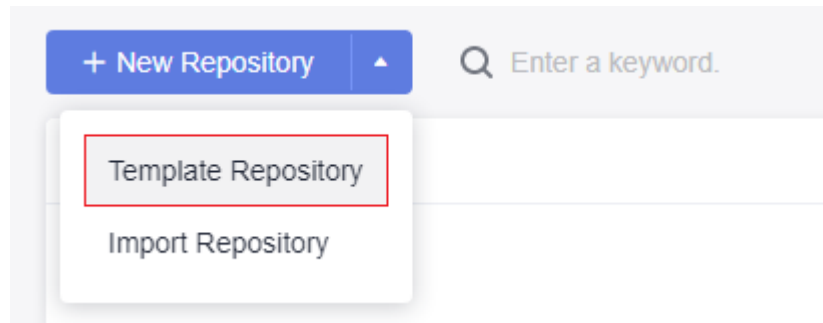 + New Repository
Enter a keyword.
Template Repository
Import Repository